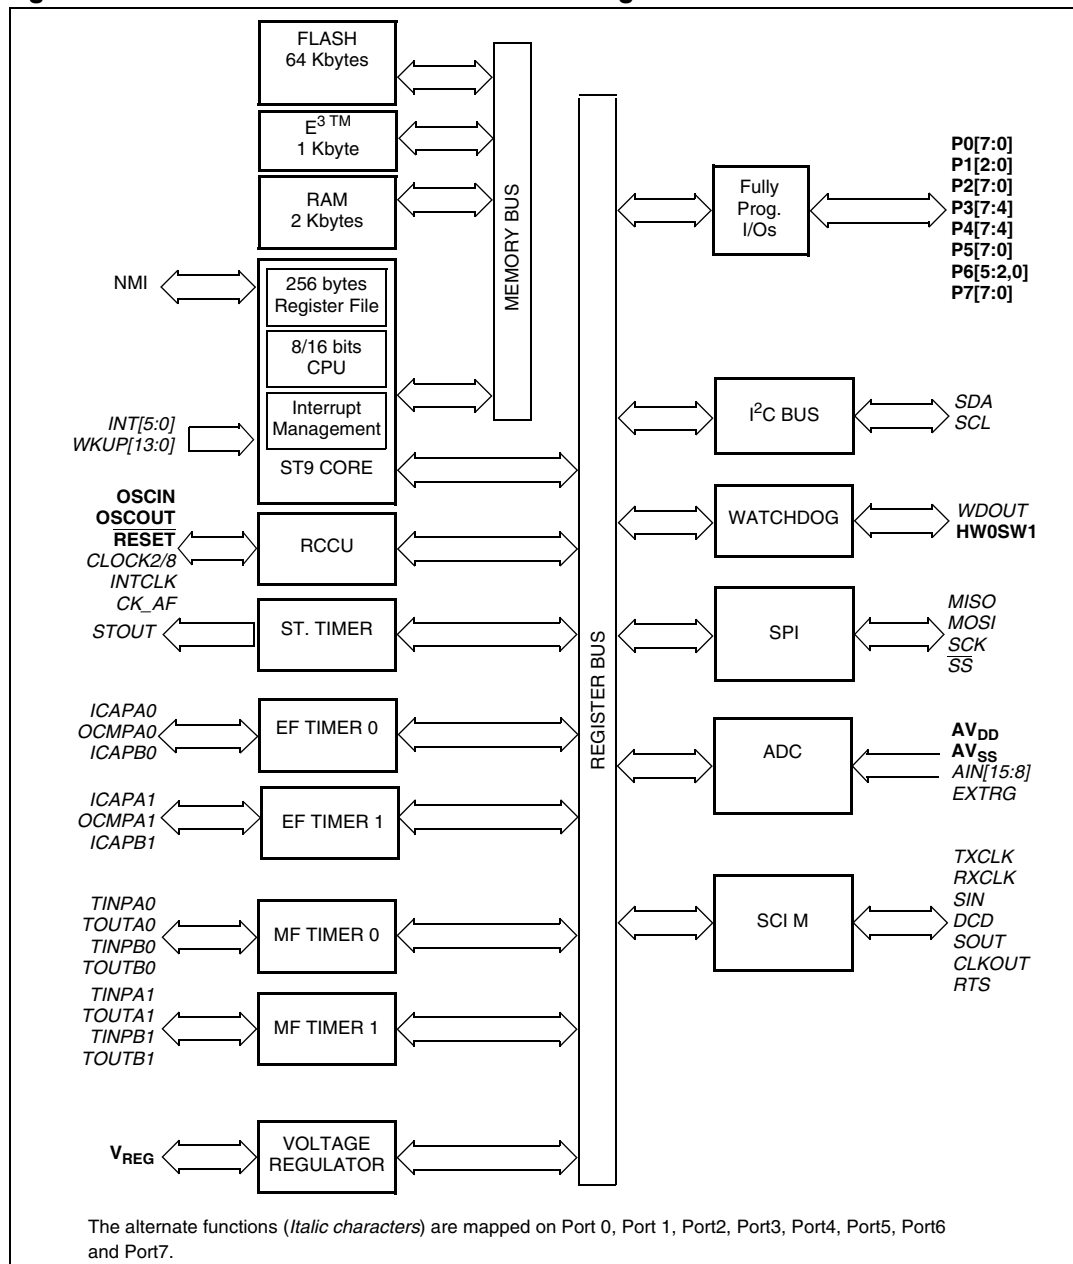 FLASH
64 Kbytes
E3 TM
1 Kbyte
RAM
2 Kbytes
MEMORY BUS
NMI
256 bytes
Register File
8/16 bits
CPU
Interrupt
Management
ST9 CORE
INT[5:0]
WKUP[13:0]
OSCIN
OSCOUT
RESET
CLOCK2/8
INTCLK
CK_AF
RCCU
STOUT
ST. TIMER
ICAPA0
OCMPA0
ICAPB0
EF TIMER 0
ICAPA1
OCMPA1
ICAPB1
EF TIMER 1
TINPA0
TOUTA0
TINPB0
TOUTB0
MF TIMER 0
TINPA1
TOUTA1
TINPB1
TOUTB1
MF TIMER 1
VREG
VOLTAGE
REGULATOR
REGISTER BUS
Fully
Prog.
I/Os
P0[7:0]
P1[2:0]
P2[7:0]
P3[7:4]
P4[7:4]
P5[7:0]
P6[5:2,0]
P7[7:0]
I2C BUS
SDA
SCL
WATCHDOG
WDOUT
HW0SW1
SPI
MISO
MOSI
SCK
SS
ADC
AVDD
AVSS
AIN[15:8]
EXTRG
SCI M
TXCLK
RXCLK
SIN
DCD
SOUT
CLKOUT
RTS
The alternate functions (Italic characters) are mapped on Port 0, Port 1, Port2, Port3, Port4, Port5, Port6
and Port7.